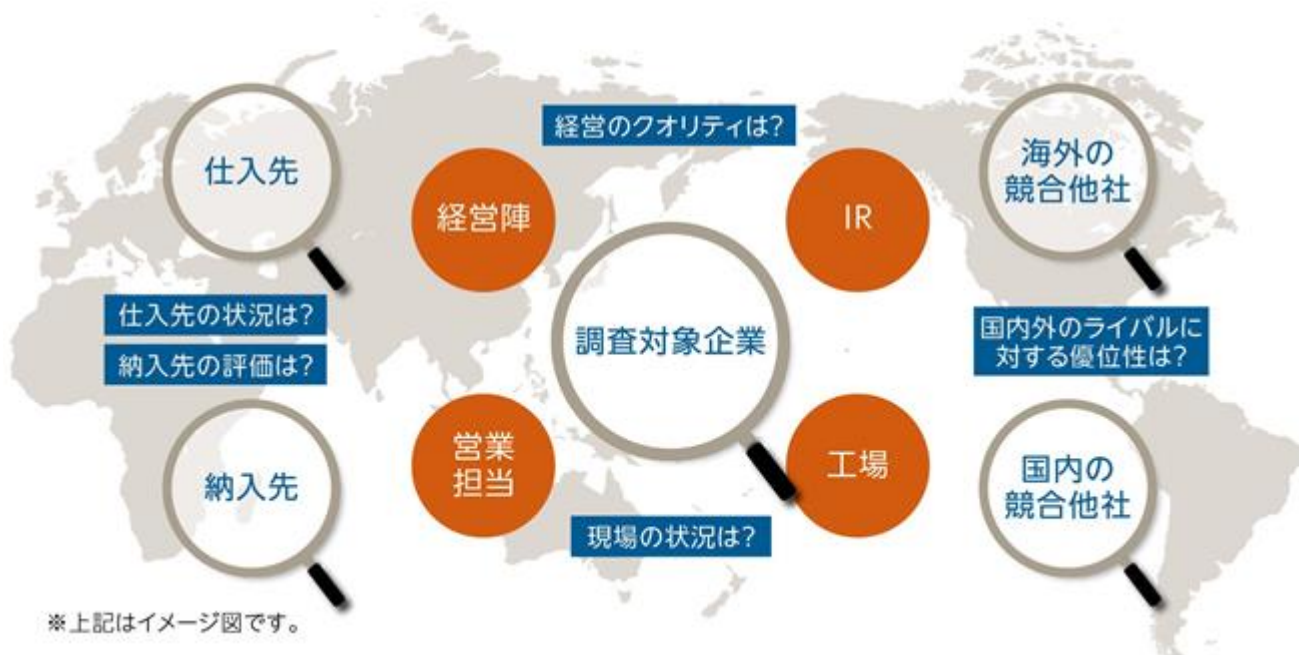 経営のクオリティは?
仕入先
経営陣
IR
海外の
競合他社
仕入先の状況は?
納入先の評価は?
調査対象企業
国内外のライバルに
対する優位性は?
納入先
営業
担当
工場
国内の
競合他社
現場の状況は?
※上記はイメージ図です。